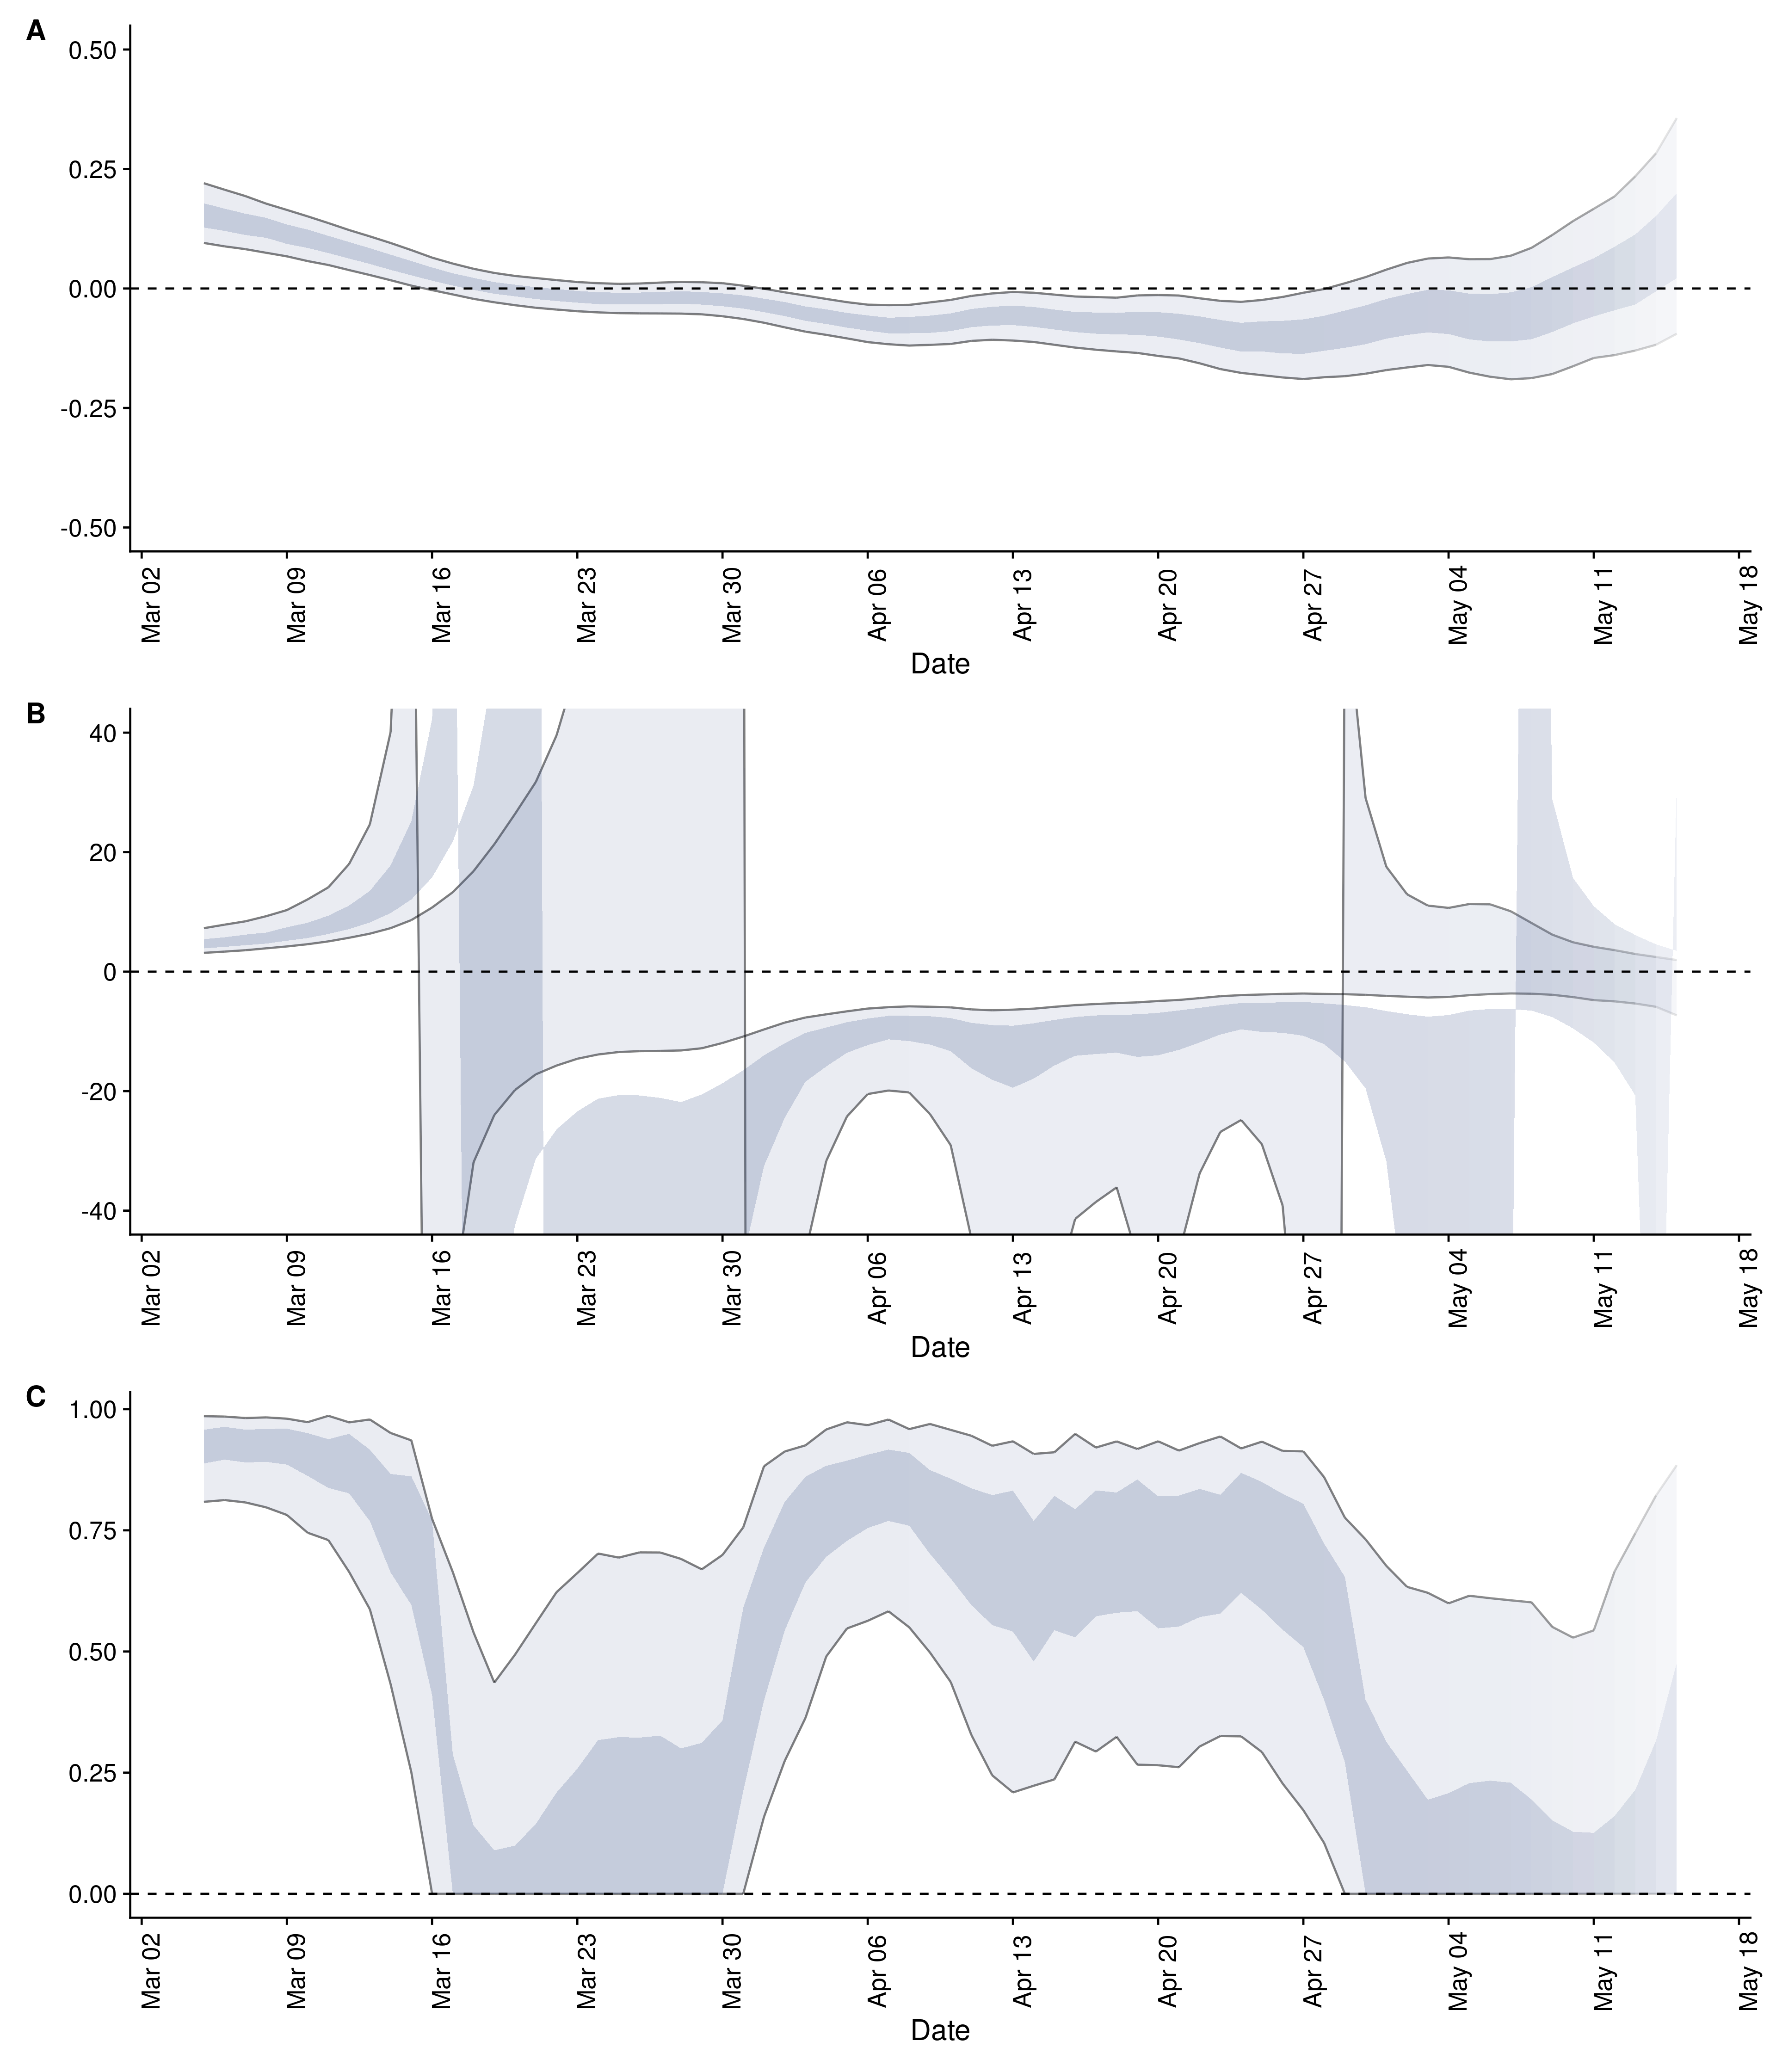 A
0.50
0.25
0.00
-0.25
-0.50
Mar 02
Mar 09
Mar 16
Mar 23
Mar 30
Apr 06
Apr 13
Apr 20
Apr 27
May 04
May 11
May 18
Date
B
40
20
0
-20
-40
Mar 02
Mar 09
Mar 16
Mar 23
Mar 30
Apr 06
Apr 13
Apr 20
Apr 27
May 04
May 11
May 18
Date
C
1.00
0.75
0.50
0.25
0.00
Mar 02
Mar 09
Mar 16
Mar 23
Mar 30
Apr 06
Apr 13
Apr 20
Apr 27
May 04
May 11
May 18
Date